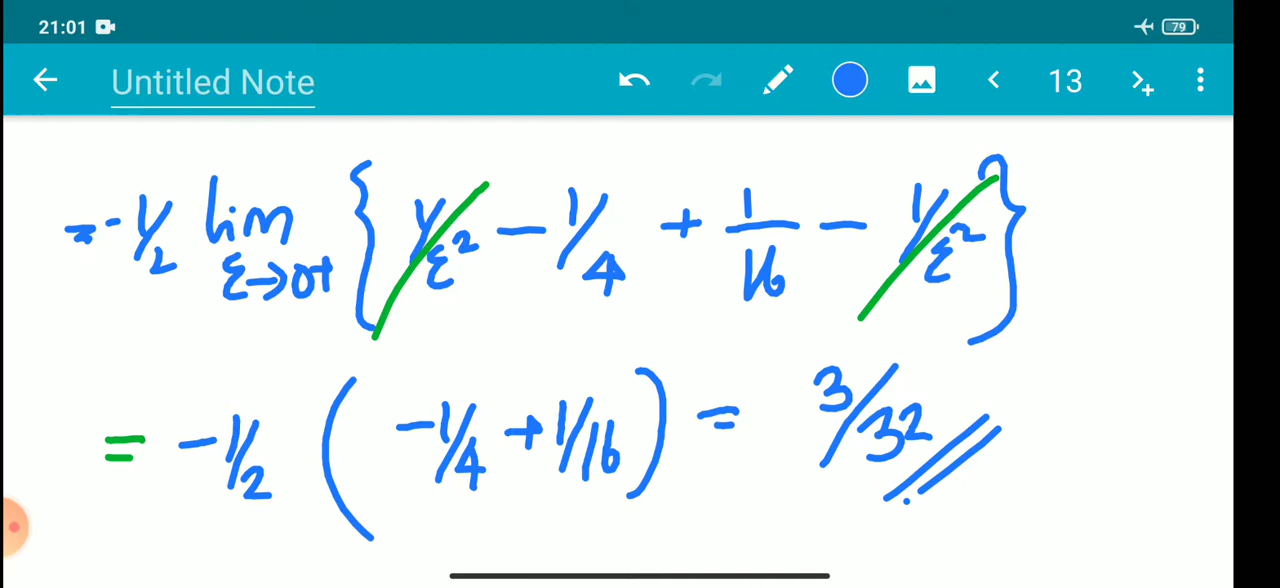 21:01 79
Untitled Note 13
= -1/2 lim ε→0+ { 1/ε² - 1/4 + 1/16 - 1/ε² }
= -1/2 ( -1/4 + 1/16 ) = 3/32 //